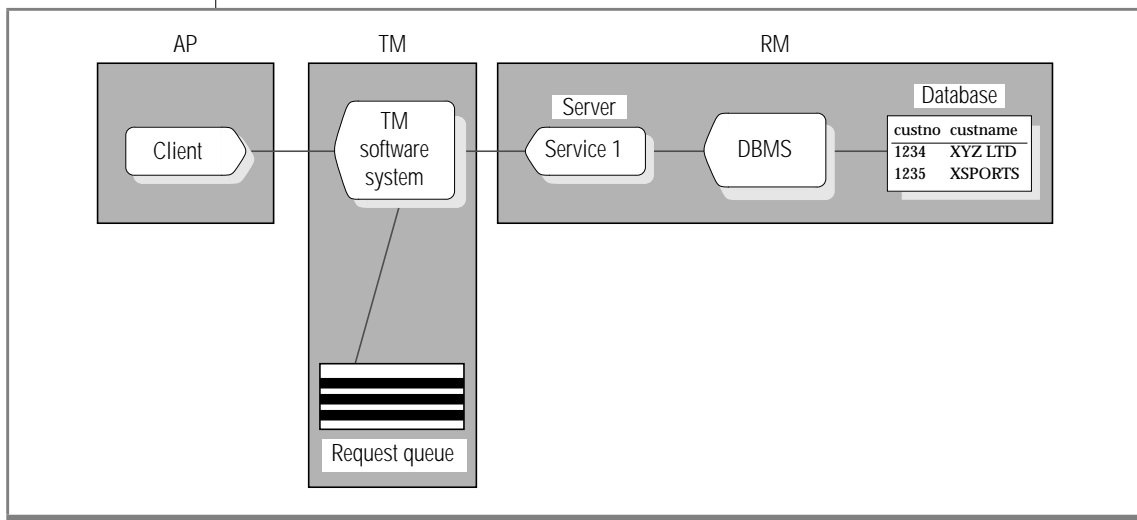 AP
TM
RM
Client
TM
software
system
Server
Service 1
DBMS
Database
custno custname
1234 XYZ LTD
1235 XSPORTS
Request queue